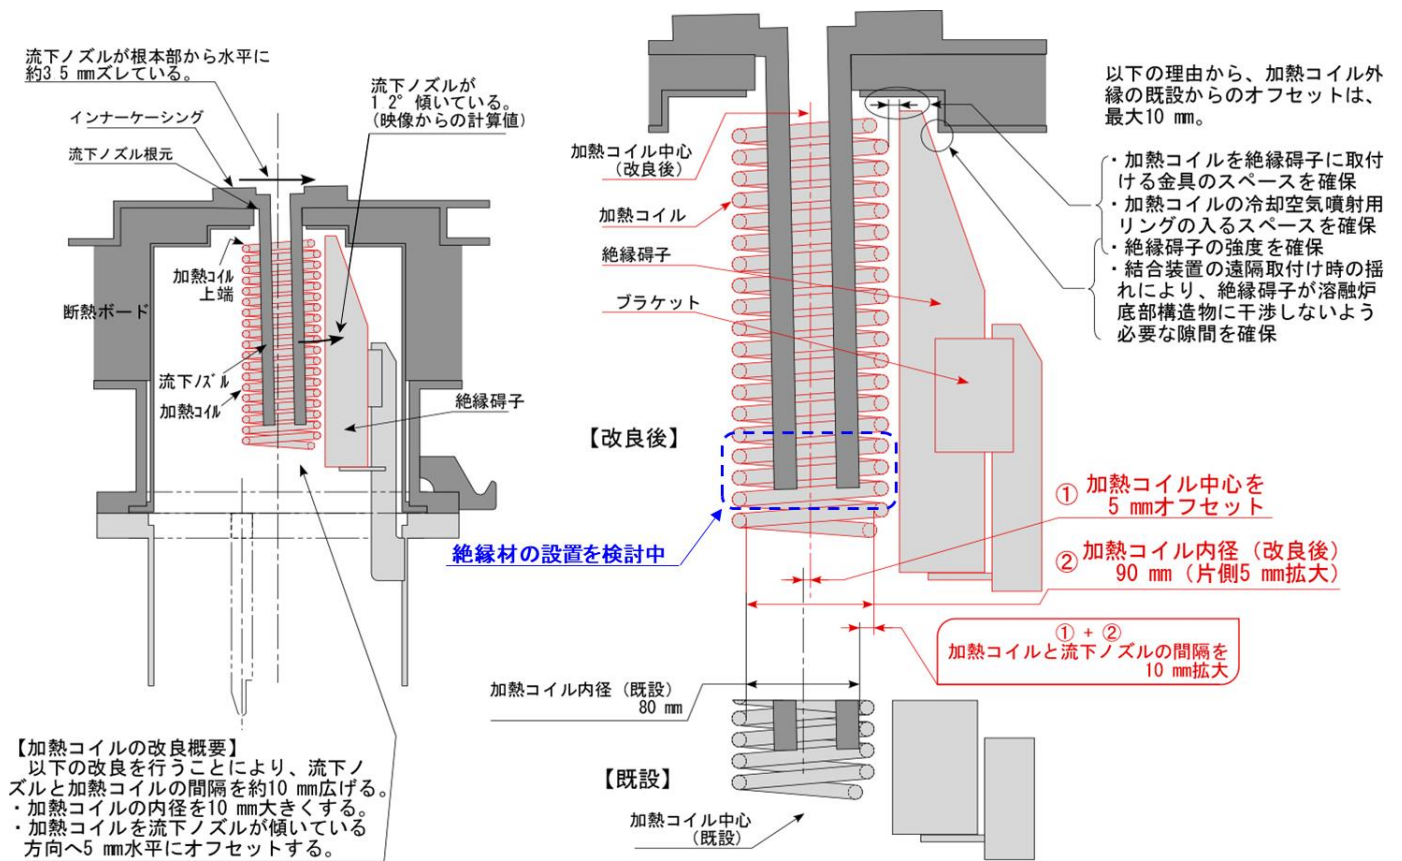 流下ノズルが根本部から水平に
約3 5 mmズレている。
流下ノズルが
1.2° 傾いている。
(映像からの計算値)
インナーケーシング
流下ノズル根元
加熱コイル
上端
断熱ボード
流下ノズル
加熱コイル
絶縁碍子
【加熱コイルの改良概要】
以下の改良を行うことにより、流下ノ
ズルと加熱コイルの間隔を約10 mm広げる。
・加熱コイルの内径を10 mm大きくする。
・加熱コイルを流下ノズルが傾いている
方向へ5 mm水平にオフセットする。
加熱コイル中心
(改良後)
加熱コイル
絶縁碍子
ブラケット
【改良後】
絶縁材の設置を検討中
以下の理由から、加熱コイル外
縁の既設からのオフセットは、
最大10 mm。
・加熱コイルを絶縁碍子に取付
ける金具のスペースを確保
・加熱コイルの冷却空気噴射用
リングの入るスペースを確保
・絶縁碍子の強度を確保
・結合装置の遠隔取付け時の揺
れにより、絶縁碍子が溶融炉
底部構造物に干渉しないよう
必要な隙間を確保
① 加熱コイル中心を
5 mmオフセット
② 加熱コイル内径（改良後）
90 mm（片側5 mm拡大）
① + ②
加熱コイルと流下ノズルの間隔を
10 mm拡大
加熱コイル内径（既設）
80 mm
【既設】
加熱コイル中心
(既設)